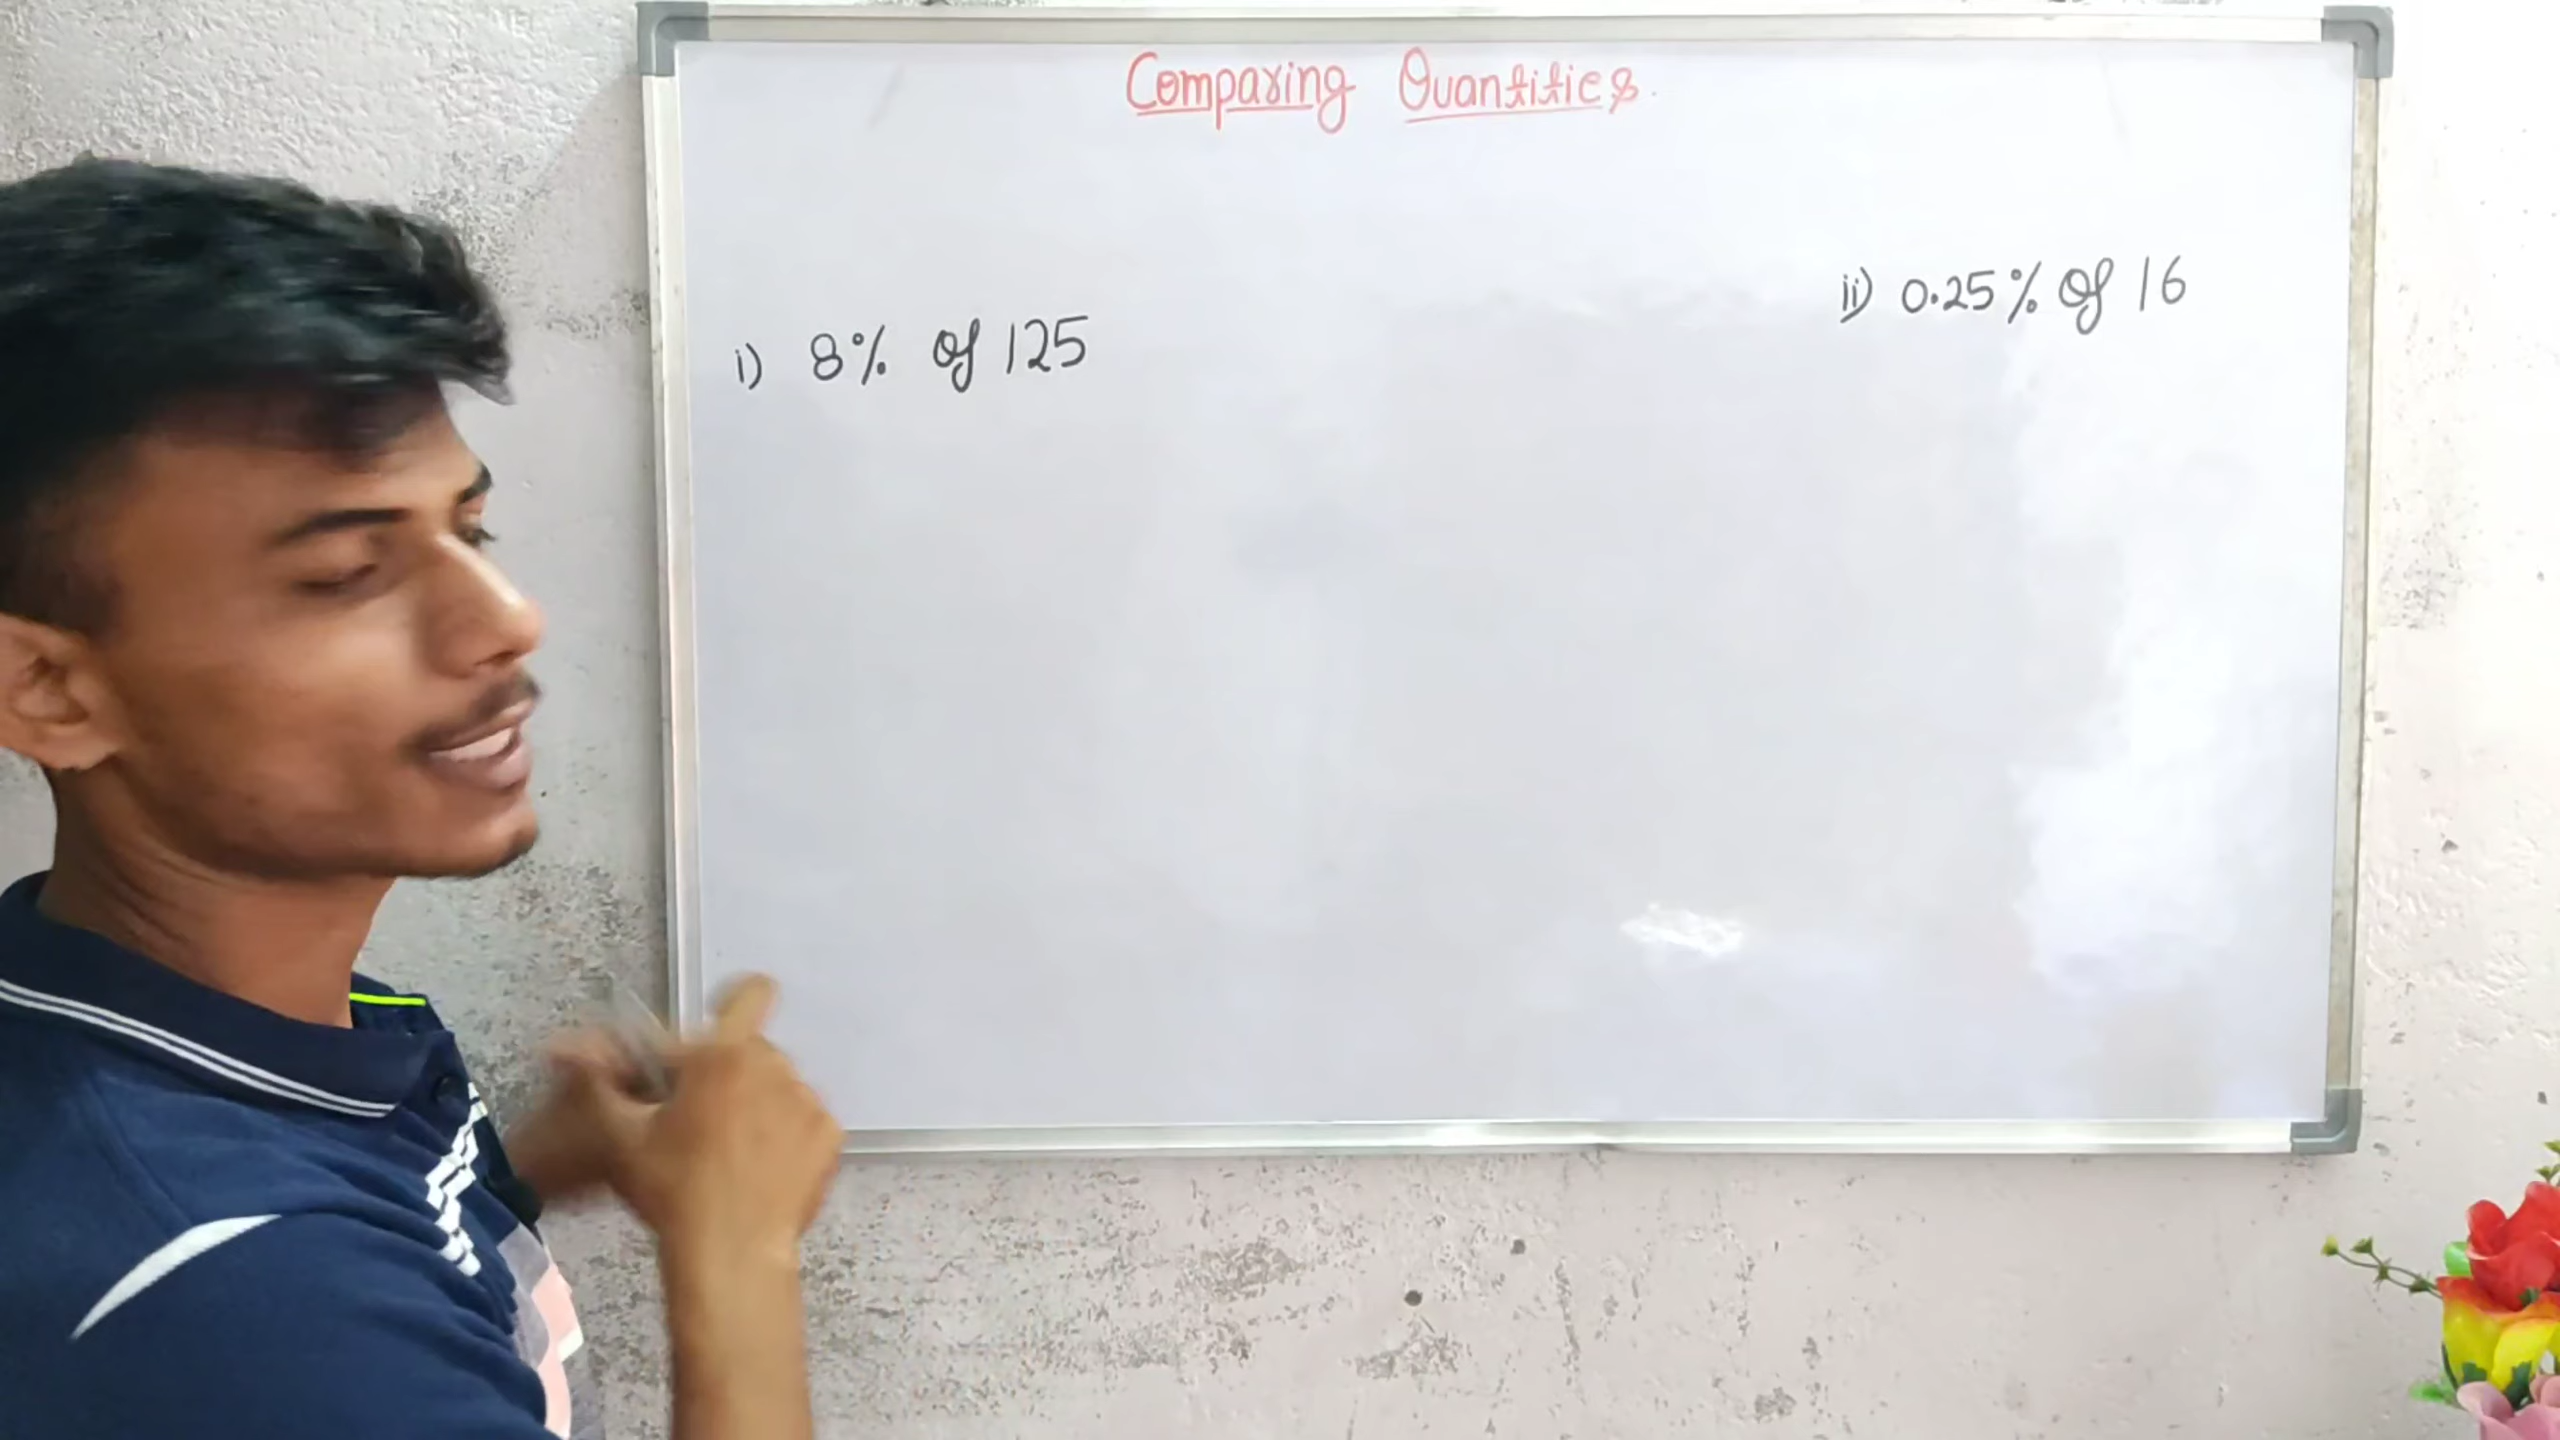 Comparing Quantities.
i) 8% of 125
ii) 0.25% of 16